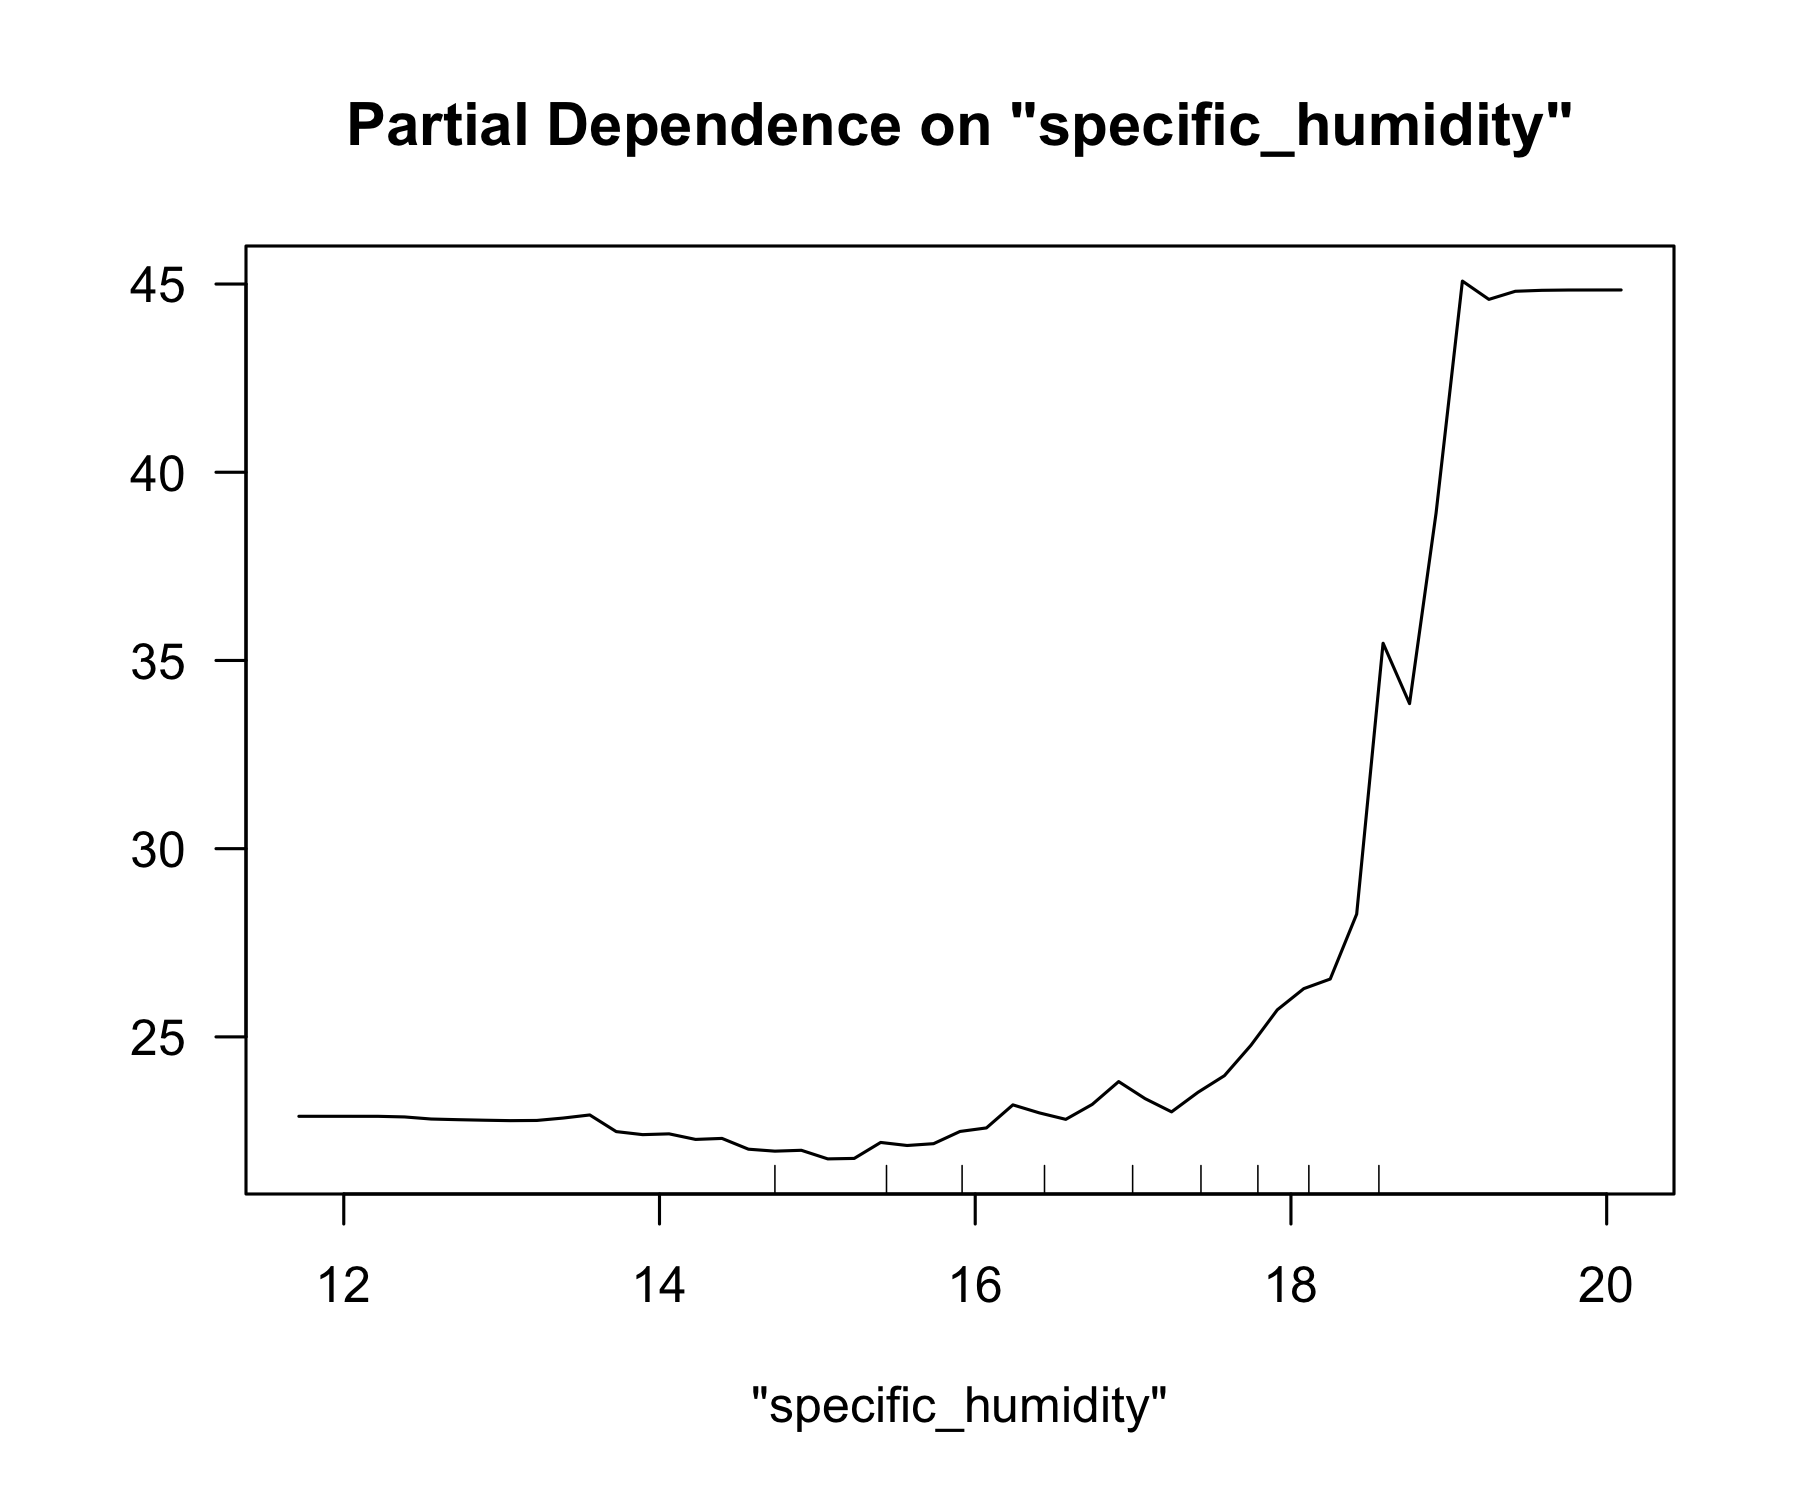 Partial Dependence on "specific_humidity"
45
40
35
30
25
12 14 16 18 20
"specific_humidity"